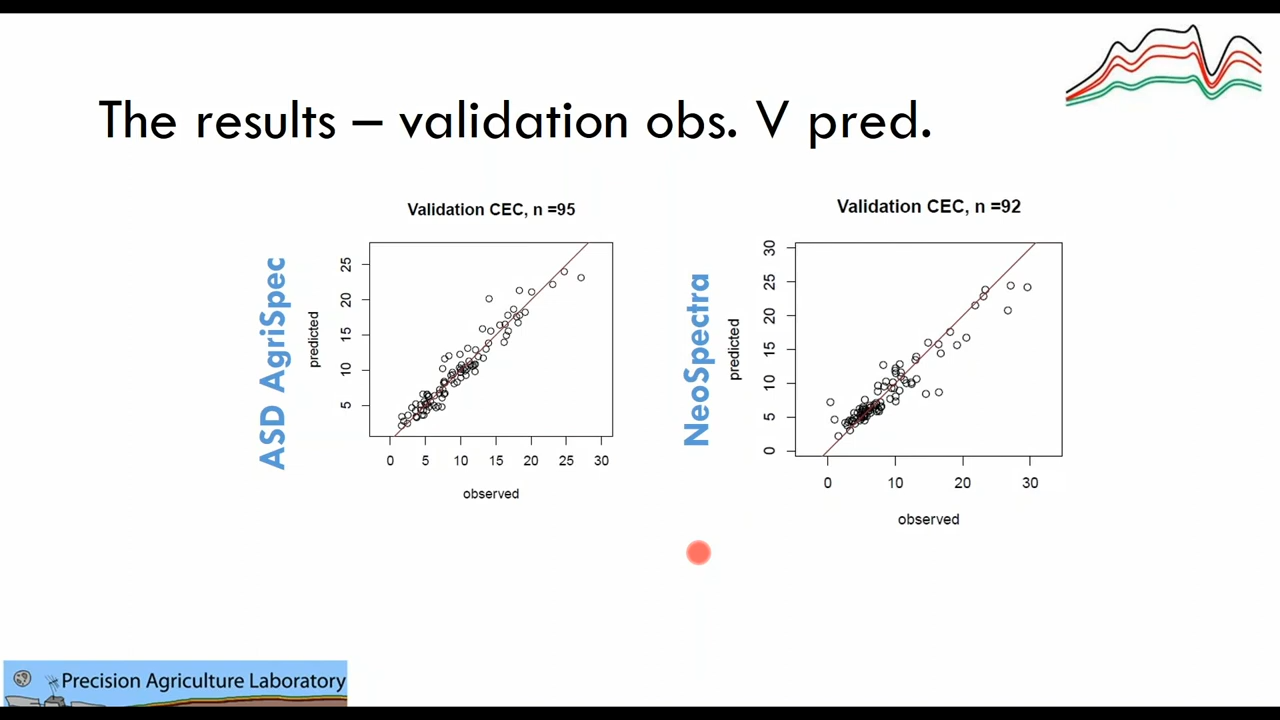 The results – validation obs. V pred.
ASD AgriSpec
Validation CEC, n =95
predicted
25
20
15
10
5
0 5 10 15 20 25 30
observed
NeoSpectra
Validation CEC, n =92
predicted
30
25
20
15
10
5
0
0 10 20 30
observed
Precision Agriculture Laboratory